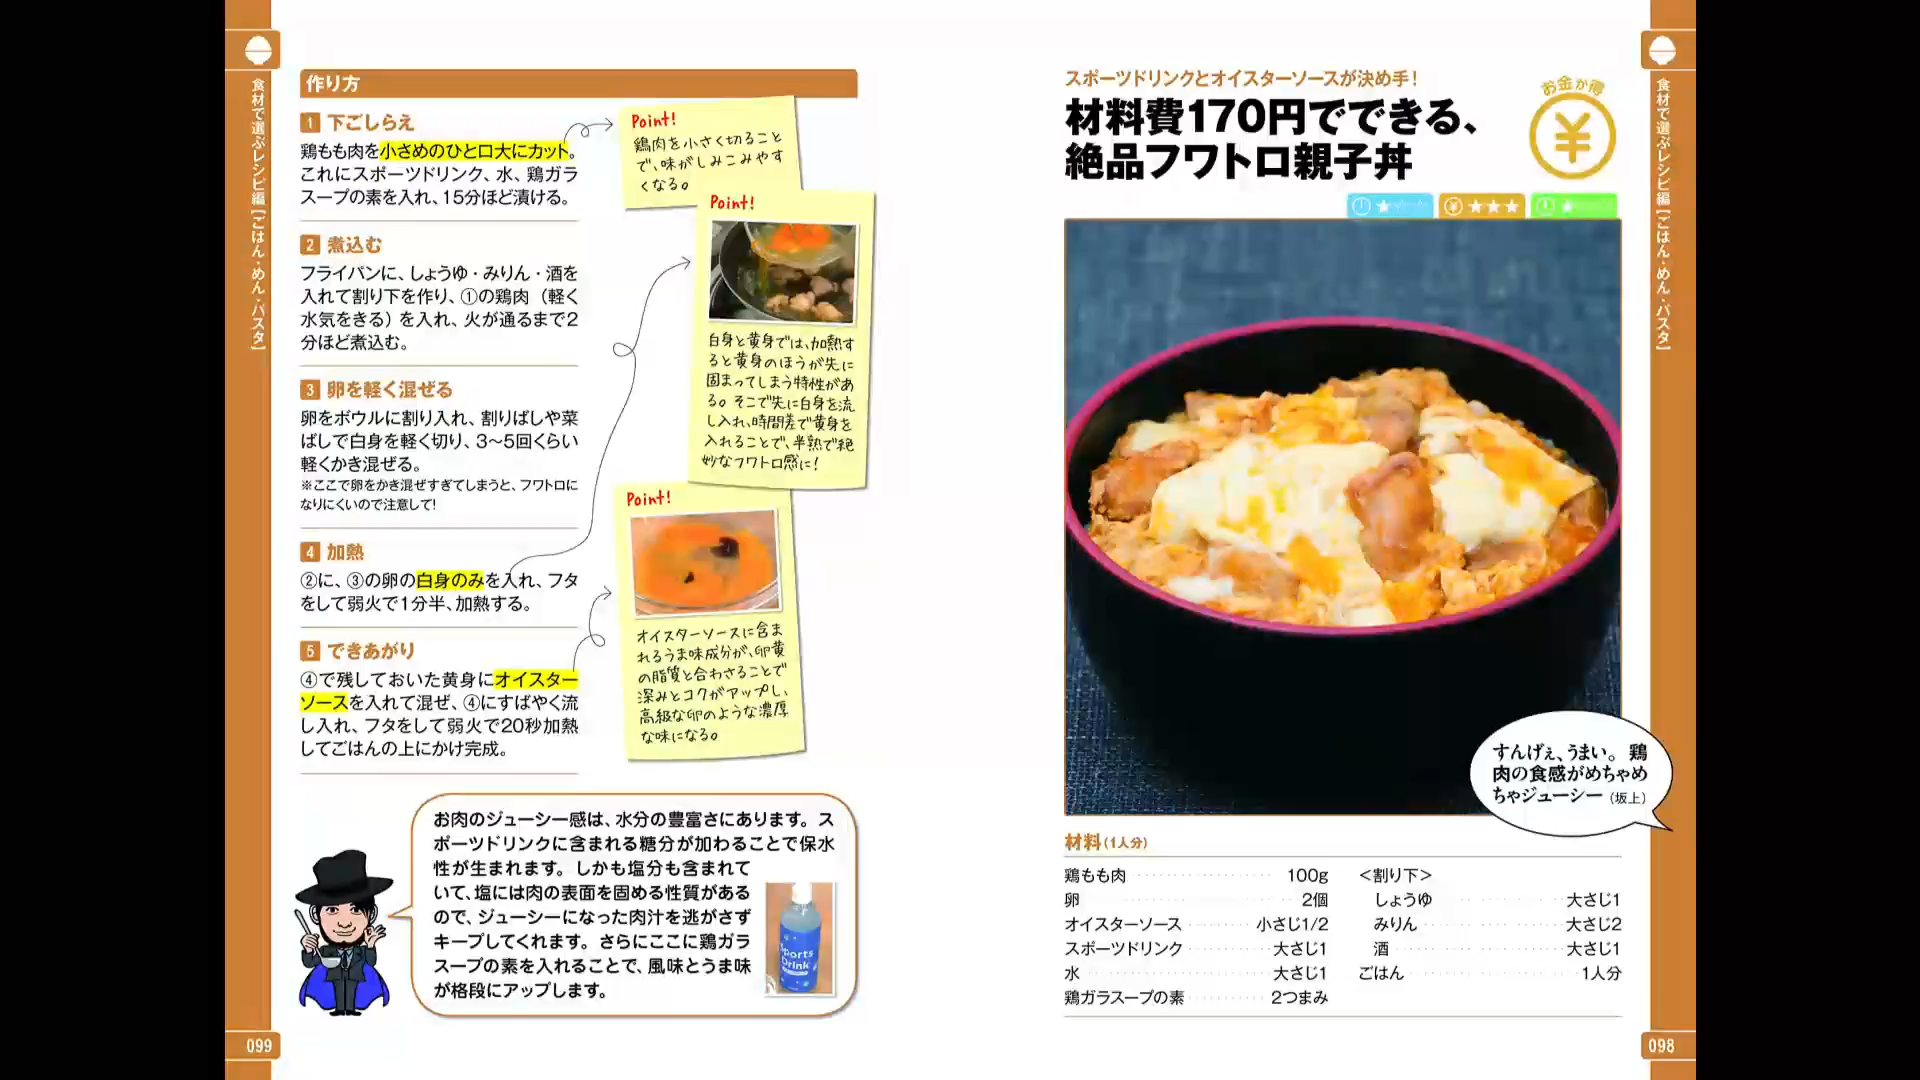 食材で選ぶレシピ編【ごはん・めん・パスタ】
スポーツドリンクとオイスターソースが決め手!
材料費170円でできる、
絶品フワトロ親子丼
お金が得
¥
★
¥★★★
★
すんげぇ、うまい。鶏
肉の食感がめちゃめ
ちゃジューシー(坂上)
材料(1人分)
鶏もも肉 100g
卵 2個
オイスターソース 小さじ1/2
スポーツドリンク 大さじ1
水 大さじ1
鶏ガラスープの素 2つまみ
<割り下>
しょうゆ 大さじ1
みりん 大さじ2
酒 大さじ1
ごはん 1人分
098
食材で選ぶレシピ編【ごはん・めん・パスタ】
作り方
1 下ごしらえ
鶏もも肉を小さめのひと口大にカット。
これにスポーツドリンク、水、鶏ガラ
スープの素を入れ、15分ほど漬ける。
Point!
鶏肉を小さく切ること
で、味がしみこみやす
くなる。
2 煮込む
フライパンに、しょうゆ・みりん・酒を
入れて割り下を作り、①の鶏肉(軽く
水気をきる)を入れ、火が通るまで2
分ほど煮込む。
3 卵を軽く混ぜる
卵をボウルに割り入れ、割りばしや菜
ばしで白身を軽く切り、3〜5回くらい
軽くかき混ぜる。
※ここで卵をかき混ぜすぎてしまうと、フワトロに
なりにくいので注意して!
4 加熱
②に、③の卵の白身のみを入れ、フタ
をして弱火で1分半、加熱する。
Point!
白身と黄身では、加熱す
ると黄身のほうが先に
固まってしまう特性があ
る。そこで先に白身を流
し入れ、時間差で黄身を
入れることで、半熟で絶
妙なフワトロ感に!
5 できあがり
④で残しておいた黄身にオイスター
ソースを入れて混ぜ、④にすばやく流
し入れ、フタをして弱火で20秒加熱
してごはんの上にかけ完成。
Point!
オイスターソースに含ま
れるうま味成分が、卵黄
の脂質と合わさることで
深みとコクがアップし、
高級な卵のような濃厚
な味になる。
お肉のジューシー感は、水分の豊富さにあります。ス
ポーツドリンクに含まれる糖分が加わることで保水
性が生まれます。しかも塩分も含まれて
いて、塩には肉の表面を固める性質がある
ので、ジューシーになった肉汁を逃がさず
キープしてくれます。さらにここに鶏ガラ
スープの素を入れることで、風味とうま味
が格段にアップします。
Sports
Drink
099